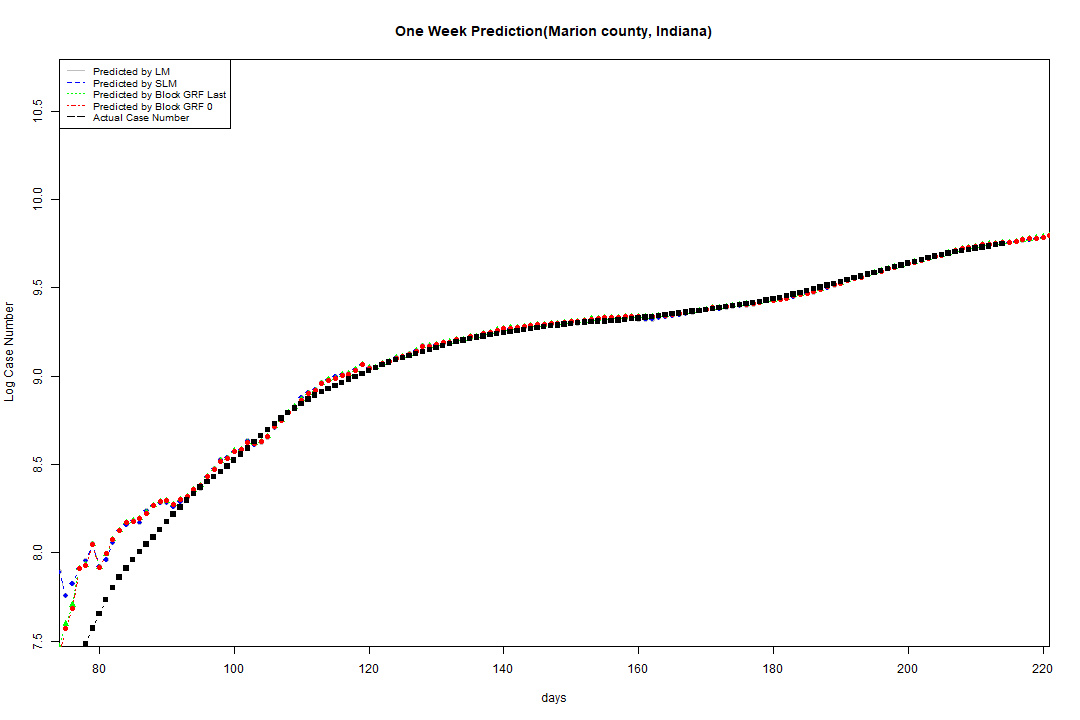 One Week Prediction(Marion county, Indiana)
Predicted by LM
Predicted by SLM
Predicted by Block GRF Last
Predicted by Block GRF 0
Actual Case Number
10.5
10.0
9.5
9.0
8.5
8.0
7.5
Log Case Number
80 100 120 140 160 180 200 220
days